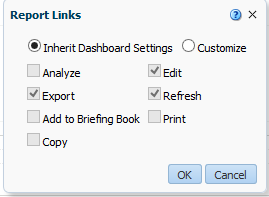 Report Links
Inherit Dashboard Settings Customize
Analyze Edit
Export Refresh
Add to Briefing Book Print
Copy
OK Cancel